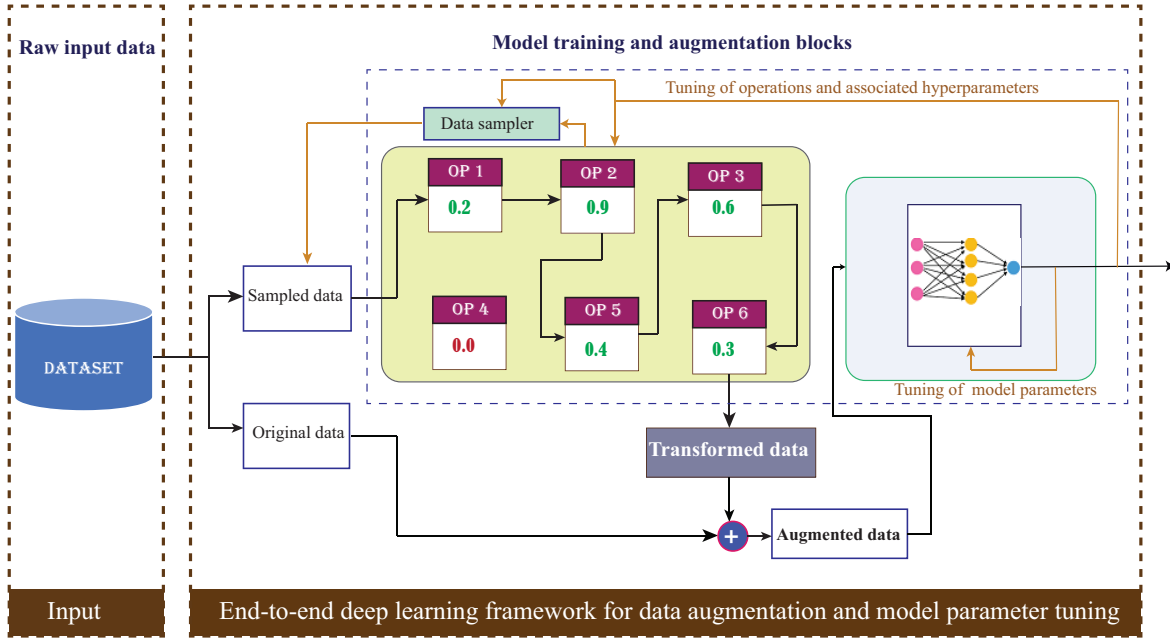 Raw input data
Model training and augmentation blocks
Tuning of operations and associated hyperparameters
Data sampler
OP 1
0.2
OP 2
0.9
OP 3
0.6
Sampled data
OP 4
0.0
OP 5
0.4
OP 6
0.3
DATASET
Tuning of model parameters
Original data
Transformed data
+
Augmented data
Input
End-to-end deep learning framework for data augmentation and model parameter tuning